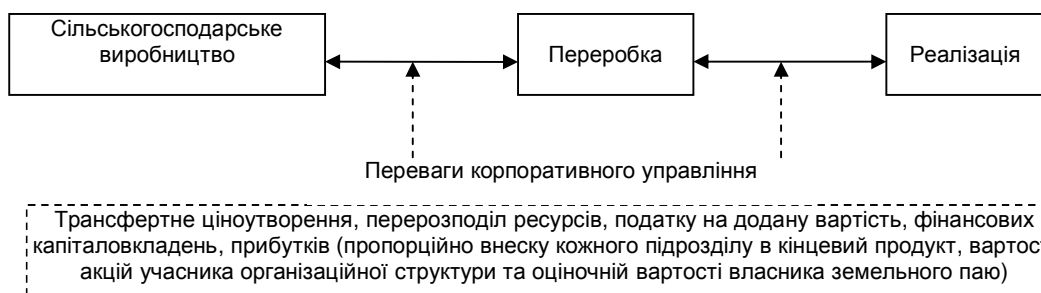 Сільськогосподарське
виробництво
Переробка
Реалізація
Переваги корпоративного управління
Трансфертне ціноутворення, перерозподіл ресурсів, податку на додану вартість, фінансових
капіталовкладень, прибутків (пропорційно внеску кожного підрозділу в кінцевий продукт,
акцій учасника організаційної структури та оціночній вартості власника земельного паю)